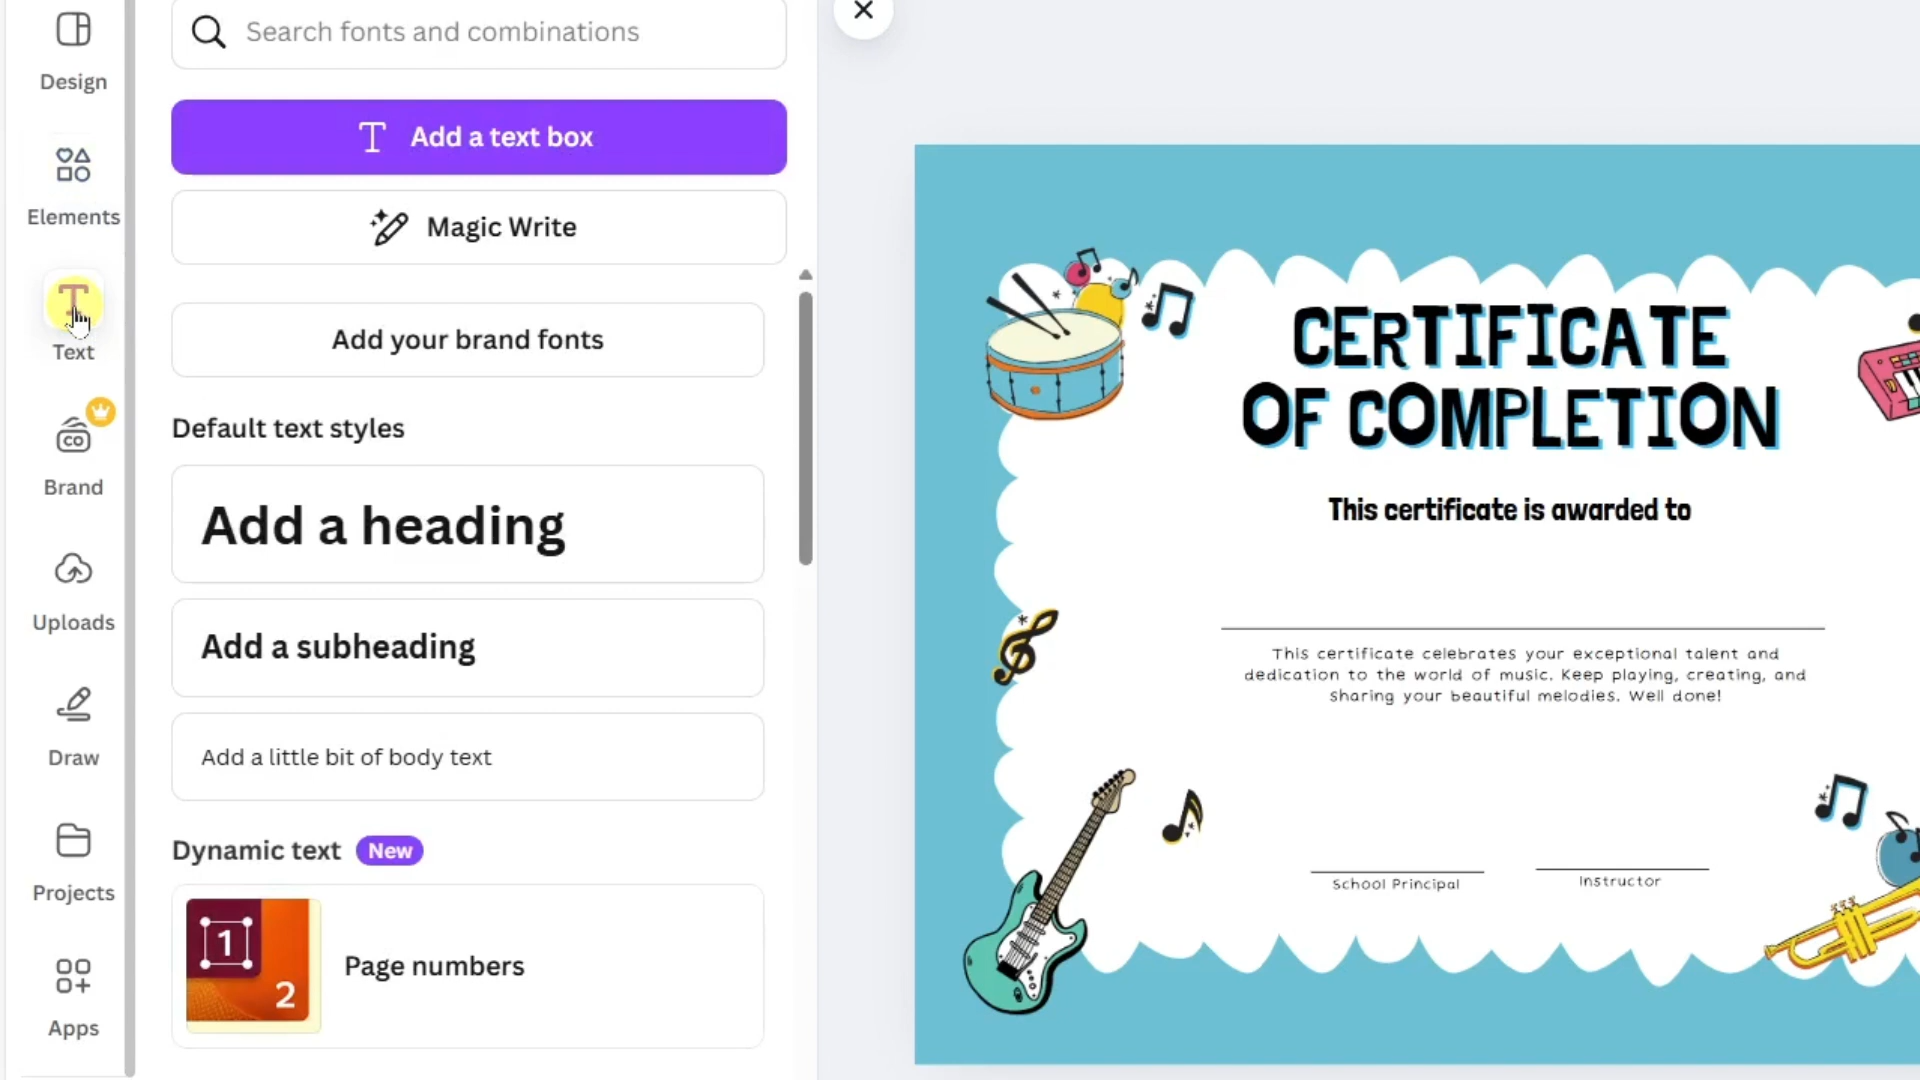 Design
Elements
Text
Brand
CO
Uploads
Draw
Projects
Apps
Search fonts and combinations
T Add a text box
Magic Write
Add your brand fonts
Default text styles
Add a heading
Add a subheading
Add a little bit of body text
Dynamic text New
1
2
Page numbers
CERTIFICATE
OF COMPLETION
This certificate is awarded to
This certificate celebrates your exceptional talent and
dedication to the world of music. Keep playing, creating, and
sharing your beautiful melodies. Well done!
School Principal
Instructor